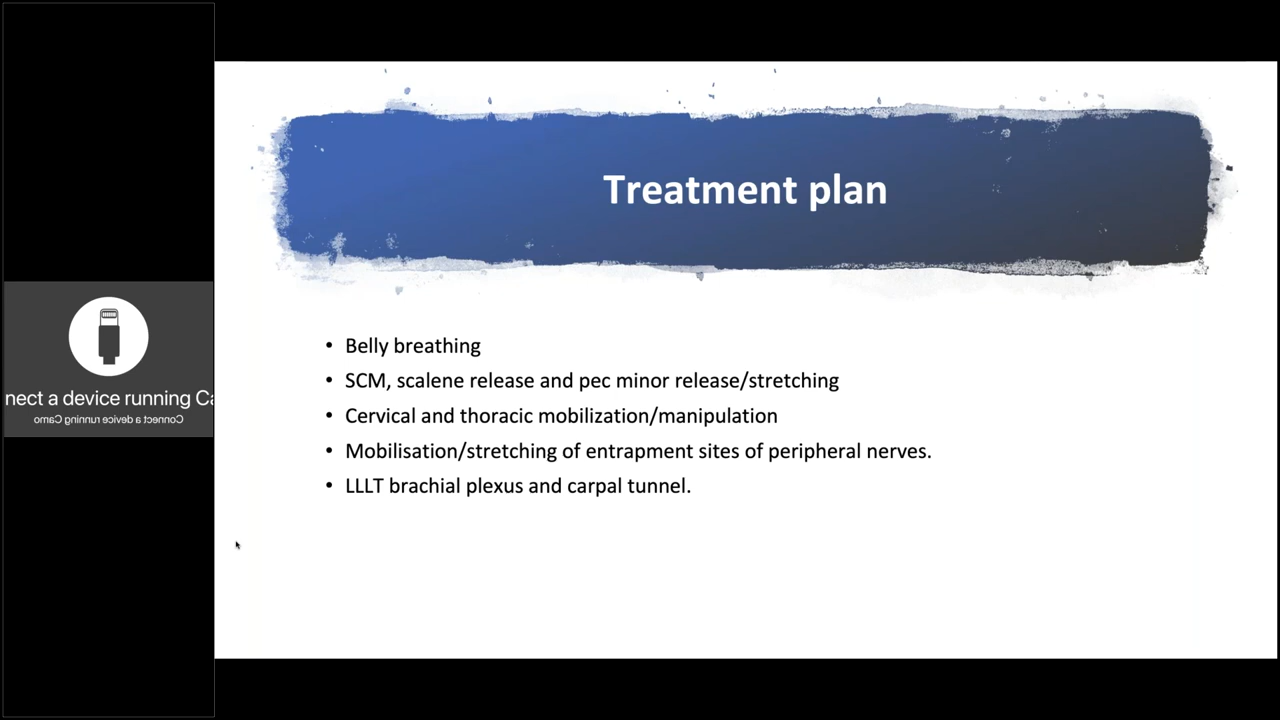 Treatment plan
• Belly breathing
• SCM, scalene release and pec minor release/stretching
• Cervical and thoracic mobilization/manipulation
• Mobilisation/stretching of entrapment sites of peripheral nerves.
• LLLT brachial plexus and carpal tunnel.
nect a device running Ca
Connect a device running Camo